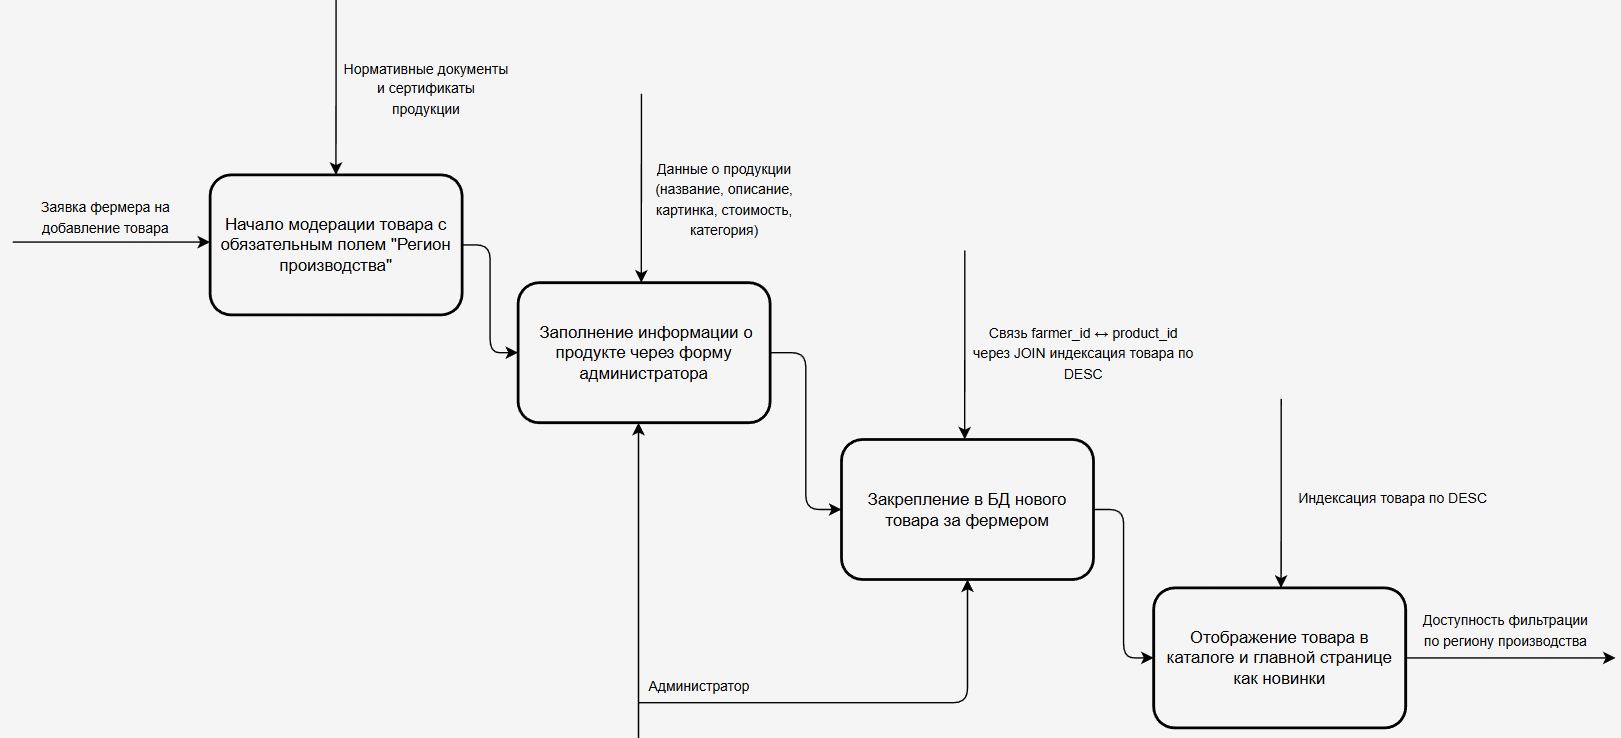 Нормативные документы
и сертификаты
продукции
Заявка фермера на
добавление товара
Начало модерации товара с
обязательным полем "Регион
производства"
Данные о продукции
(название, описание,
картинка, стоимость,
категория)
Заполнение информации о
продукте через форму
администратора
Связь farmer_id ↔ product_id
через JOIN индексация товара по
DESC
Закрепление в БД нового
товара за фермером
Индексация товара по DESC
Отображение товара в
каталоге и главной странице
как новинки
Доступность фильтрации
по региону производства
Администратор